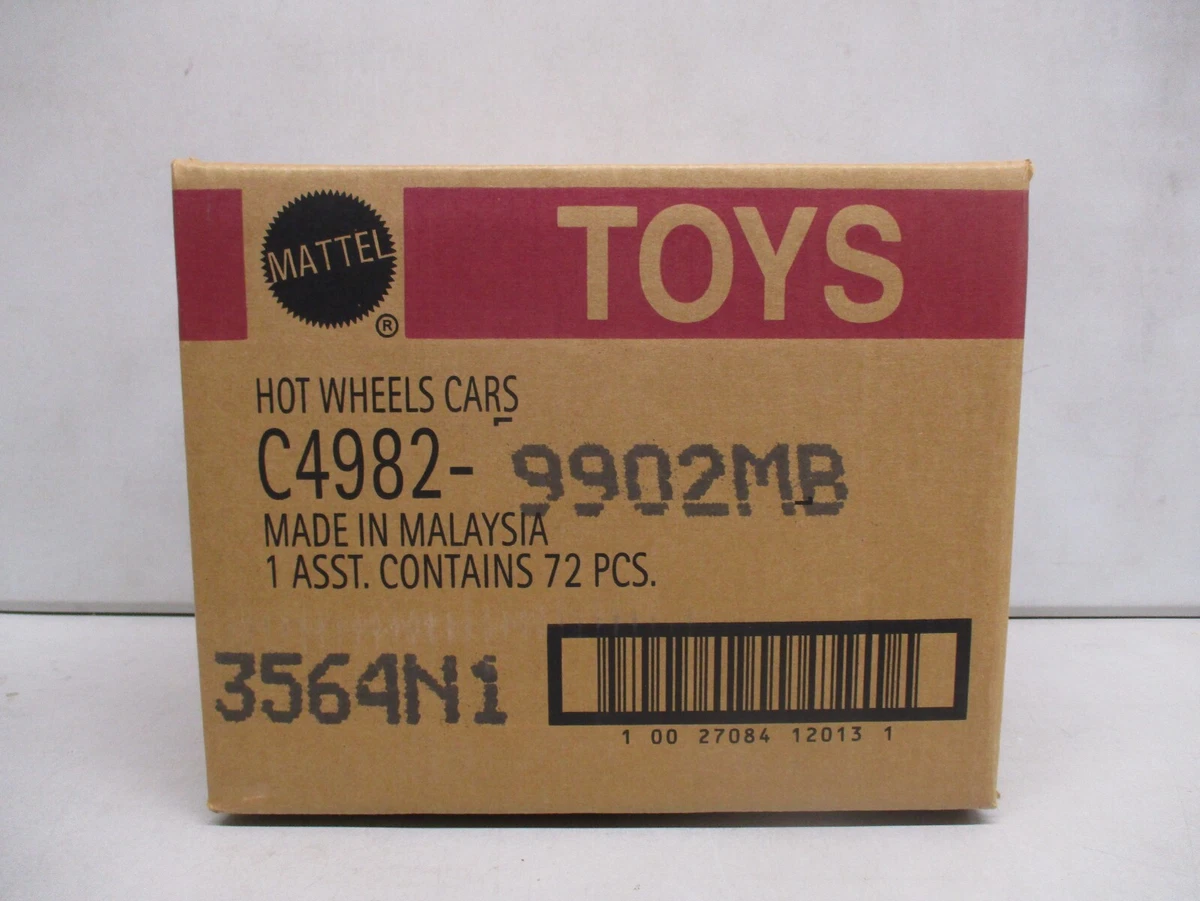 MATTEL
®
TOYS
HOT WHEELS CARS
C4982- 9902MB
MADE IN MALAYSIA
1 ASST. CONTAINS 72 PCS.
3564N1
1 00 27084 12013 1